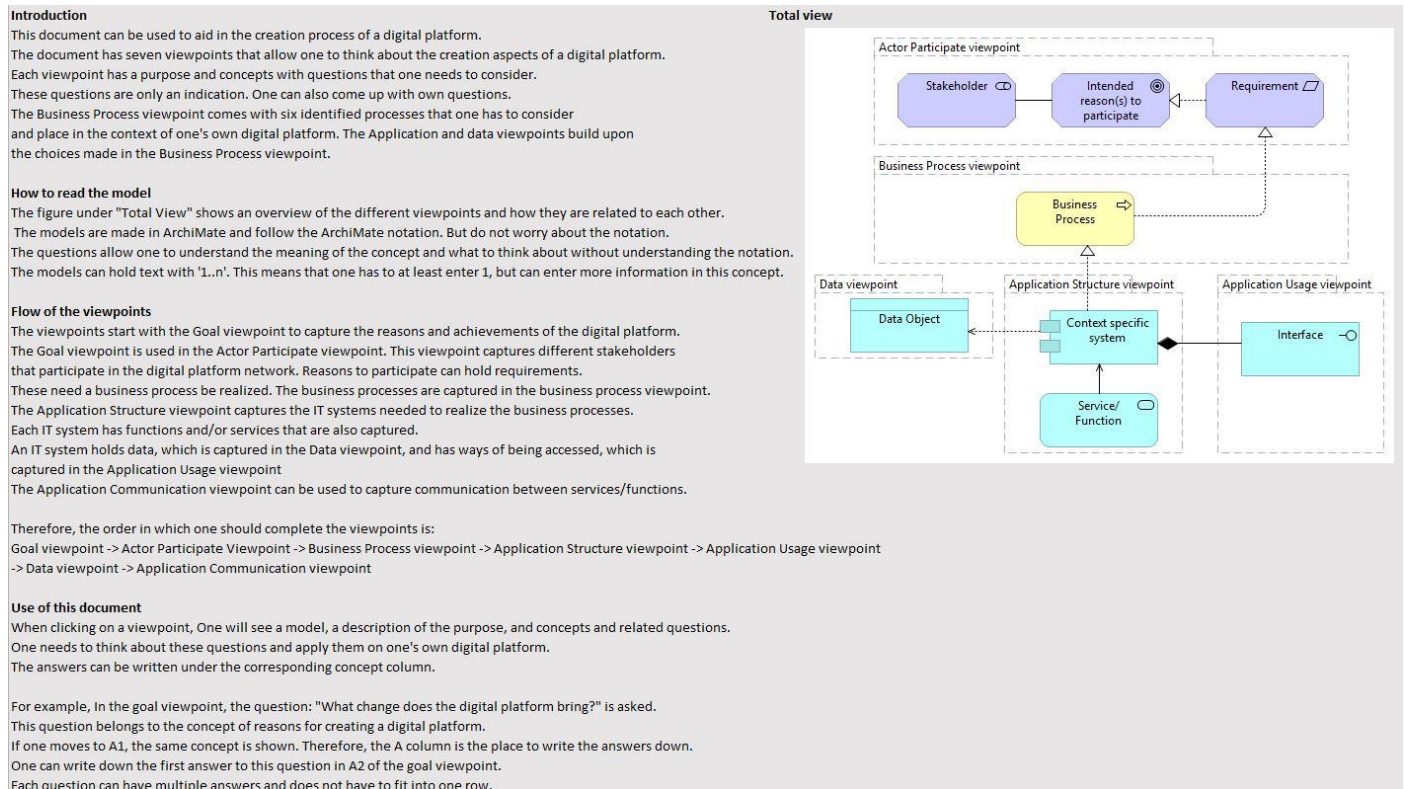 Introduction
This document can be used to aid in the creation process of a digital platform.
The document has seven viewpoints that allow one to think about the creation aspects of a digital platform.
Each viewpoint has a purpose and concepts with questions that one needs to consider.
These questions are only an indication. One can also come up with own questions.
The Business Process viewpoint comes with six identified processes that one has to consider
and place in the context of one's own digital platform. The Application and data viewpoints build upon
the choices made in the Business Process viewpoint.
How to read the model
The figure under "Total View" shows an overview of the different viewpoints and how they are related to each other.
The models are made in ArchiMate and follow the ArchiMate notation. But do not worry about the notation.
The questions allow one to understand the meaning of the concept and what to think about without understanding the notation.
The models can hold text with '1..n'. This means that one has to at least enter 1, but can enter more information in this concept.
Flow of the viewpoints
The viewpoints start with the Goal viewpoint to capture the reasons and achievements of the digital platform.
The Goal viewpoint is used in the Actor Participate viewpoint. This viewpoint captures different stakeholders
that participate in the digital platform network. Reasons to participate can hold requirements.
These need a business process be realized. The business processes are captured in the business process viewpoint.
The Application Structure viewpoint captures the IT systems needed to realize the business processes.
Each IT system has functions and/or services that are also captured.
An IT system holds data, which is captured in the Data viewpoint, and has ways of being accessed, which is
captured in the Application Usage viewpoint
The Application Communication viewpoint can be used to capture communication between services/functions.
Therefore, the order in which one should complete the viewpoints is:
Goal viewpoint -> Actor Participate Viewpoint -> Business Process viewpoint -> Application Structure viewpoint -> Application Usage viewpoint
-> Data viewpoint -> Application Communication viewpoint
Use of this document
When clicking on a viewpoint, One will see a model, a description of the purpose, and concepts and related questions.
One needs to think about these questions and apply them on one's own digital platform.
The answers can be written under the corresponding concept column.
For example, In the goal viewpoint, the question: "What change does the digital platform bring?" is asked.
This question belongs to the concept of reasons for creating a digital platform.
If one moves to A1, the same concept is shown. Therefore, the A column is the place to write the answers down.
One can write down the first answer to this question in A2 of the goal viewpoint.
Each question can have multiple answers and does not have to fit into one row.
Total view
Actor Participate viewpoint
Stakeholder
Intended
reason(s) to
participate
Requirement
Business Process viewpoint
Business
Process
Data viewpoint
Data Object
Application Structure viewpoint
Context specific
system
Service/
Function
Application Usage viewpoint
Interface